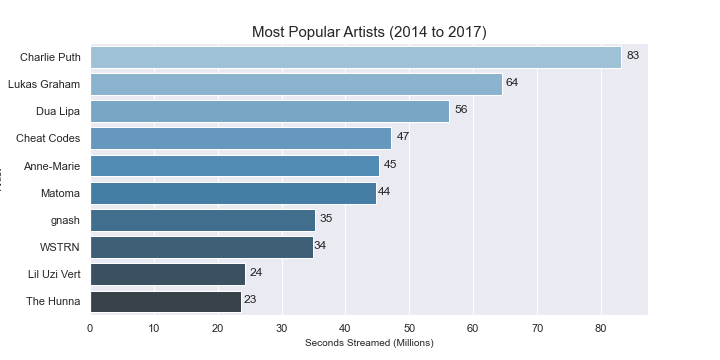 Most Popular Artists (2014 to 2017)
Charlie Puth 83
Lukas Graham 64
Dua Lipa 56
Cheat Codes 47
Anne-Marie 45
Matoma 44
gnash 35
WSTRN 34
Lil Uzi Vert 24
The Hunna 23
0 10 20 30 40 50 60 70 80
Seconds Streamed (Millions)